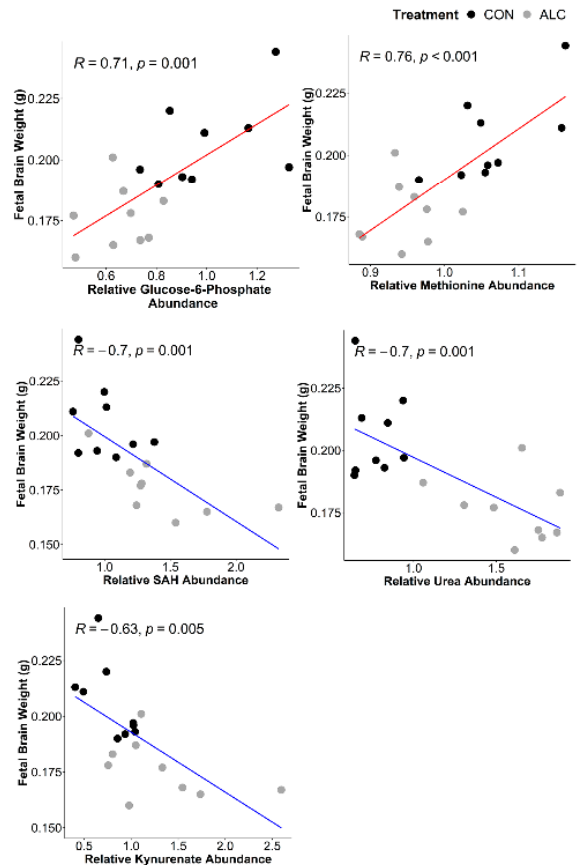 Treatment ● CON ● ALC
R = 0.71, p = 0.001
Fetal Brain Weight (g)
0.225
0.200
0.175
0.6 0.8 1.0 1.2
Relative Glucose-6-Phosphate
Abundance
R = 0.76, p < 0.001
Fetal Brain Weight (g)
0.225
0.200
0.175
0.9 1.0 1.1
Relative Methionine Abundance
R = −0.7, p = 0.001
Fetal Brain Weight (g)
0.225
0.200
0.175
0.150
1.0 1.5 2.0
Relative SAH Abundance
R = −0.7, p = 0.001
Fetal Brain Weight (g)
0.225
0.200
0.175
1.0 1.5
Relative Urea Abundance
R = −0.63, p = 0.005
Fetal Brain Weight (g)
0.225
0.200
0.175
0.150
0.5 1.0 1.5 2.0 2.5
Relative Kynurenate Abundance